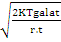 √(2KTgalat / r.t)